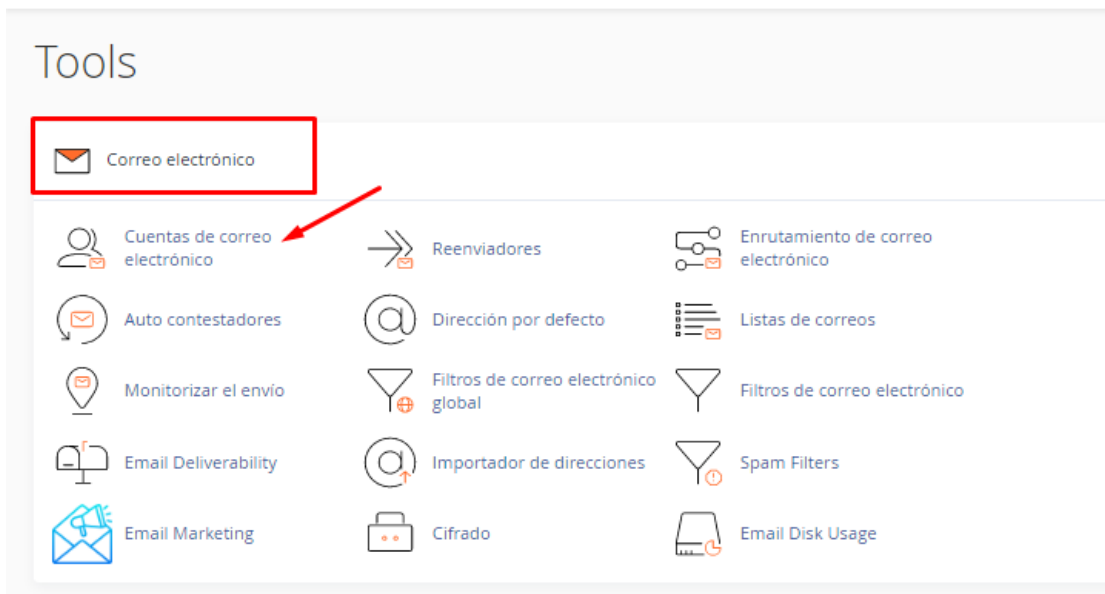 Tools
Correo electrónico
Cuentas de correo
electrónico
Reenviadores
Enrutamiento de correo
electrónico
Auto contestadores
Dirección por defecto
Listas de correos
Monitorizar el envío
Filtros de correo electrónico
global
Filtros de correo electrónico
Email Deliverability
Importador de direcciones
Spam Filters
Email Marketing
Cifrado
Email Disk Usage